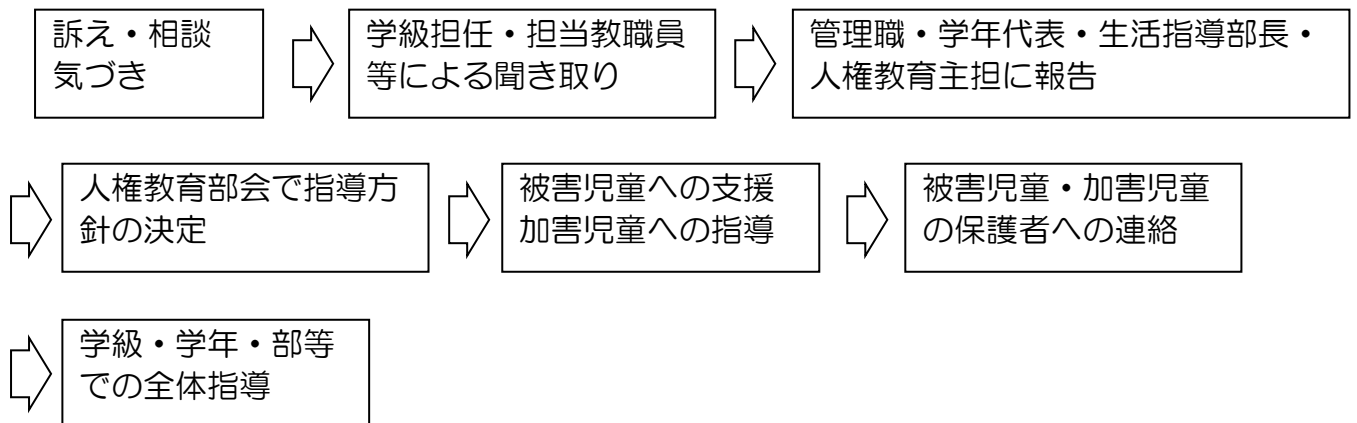 訴え・相談
気づき
学級担任・担当教職員
等による聞き取り
管理職・学年代表・生活指導部長・
人権教育主担に報告
人権教育部会で指導方
針の決定
被害児童への支援
加害児童への指導
被害児童・加害児童
の保護者への連絡
学級・学年・部等
での全体指導